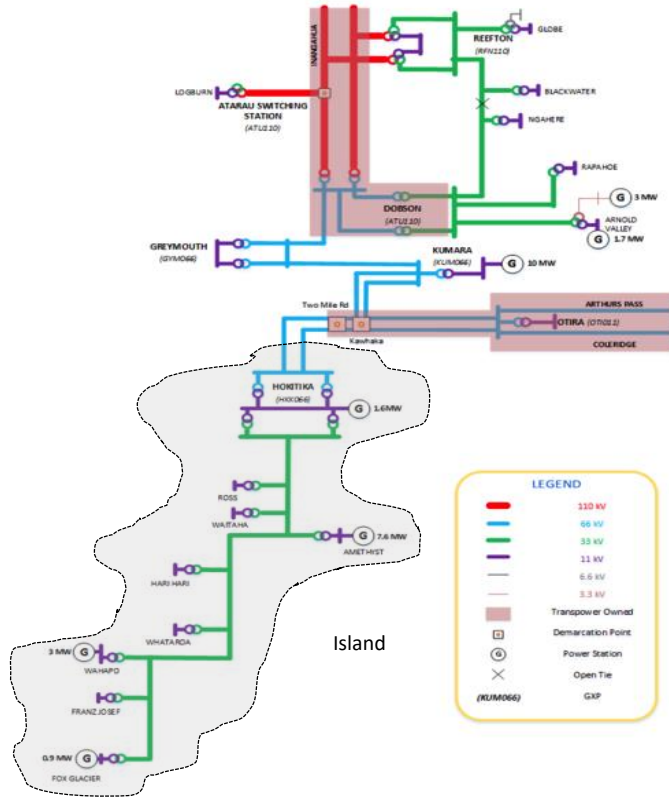 INANGAHUA
REEFTON
(RFN110)
GLOBE
LOGBURN
ATARAU SWITCHING
STATION
(ATU110)
BLACKWATER
NGAHERE
RAPAHOE
DOBSON
(ATU110)
G
3 MW
ARNOLD
VALLEY
G
1.7 MW
GREYMOUTH
(GYM066)
KUMARA
(KUM066)
G
10 MW
Two Mile Rd
Kawhaka
ARTHURS PASS
OTIRA (OTI011)
COLERIDGE
HOKITIKA
(HKK066)
G
1.6MW
ROSS
WAITAHA
G
7.6 MW
AMETHYST
HARI HARI
WHATAROA
Island
3 MW
G
WAHAPO
FRANZ JOSEF
0.9 MW
G
FOX GLACIER
LEGEND
110 kV
66 kV
33 kV
11 kV
6.6 kV
3.3 kV
Transpower Owned
Demarcation Point
G
Power Station
Open Tie
(KUM066)
GXP